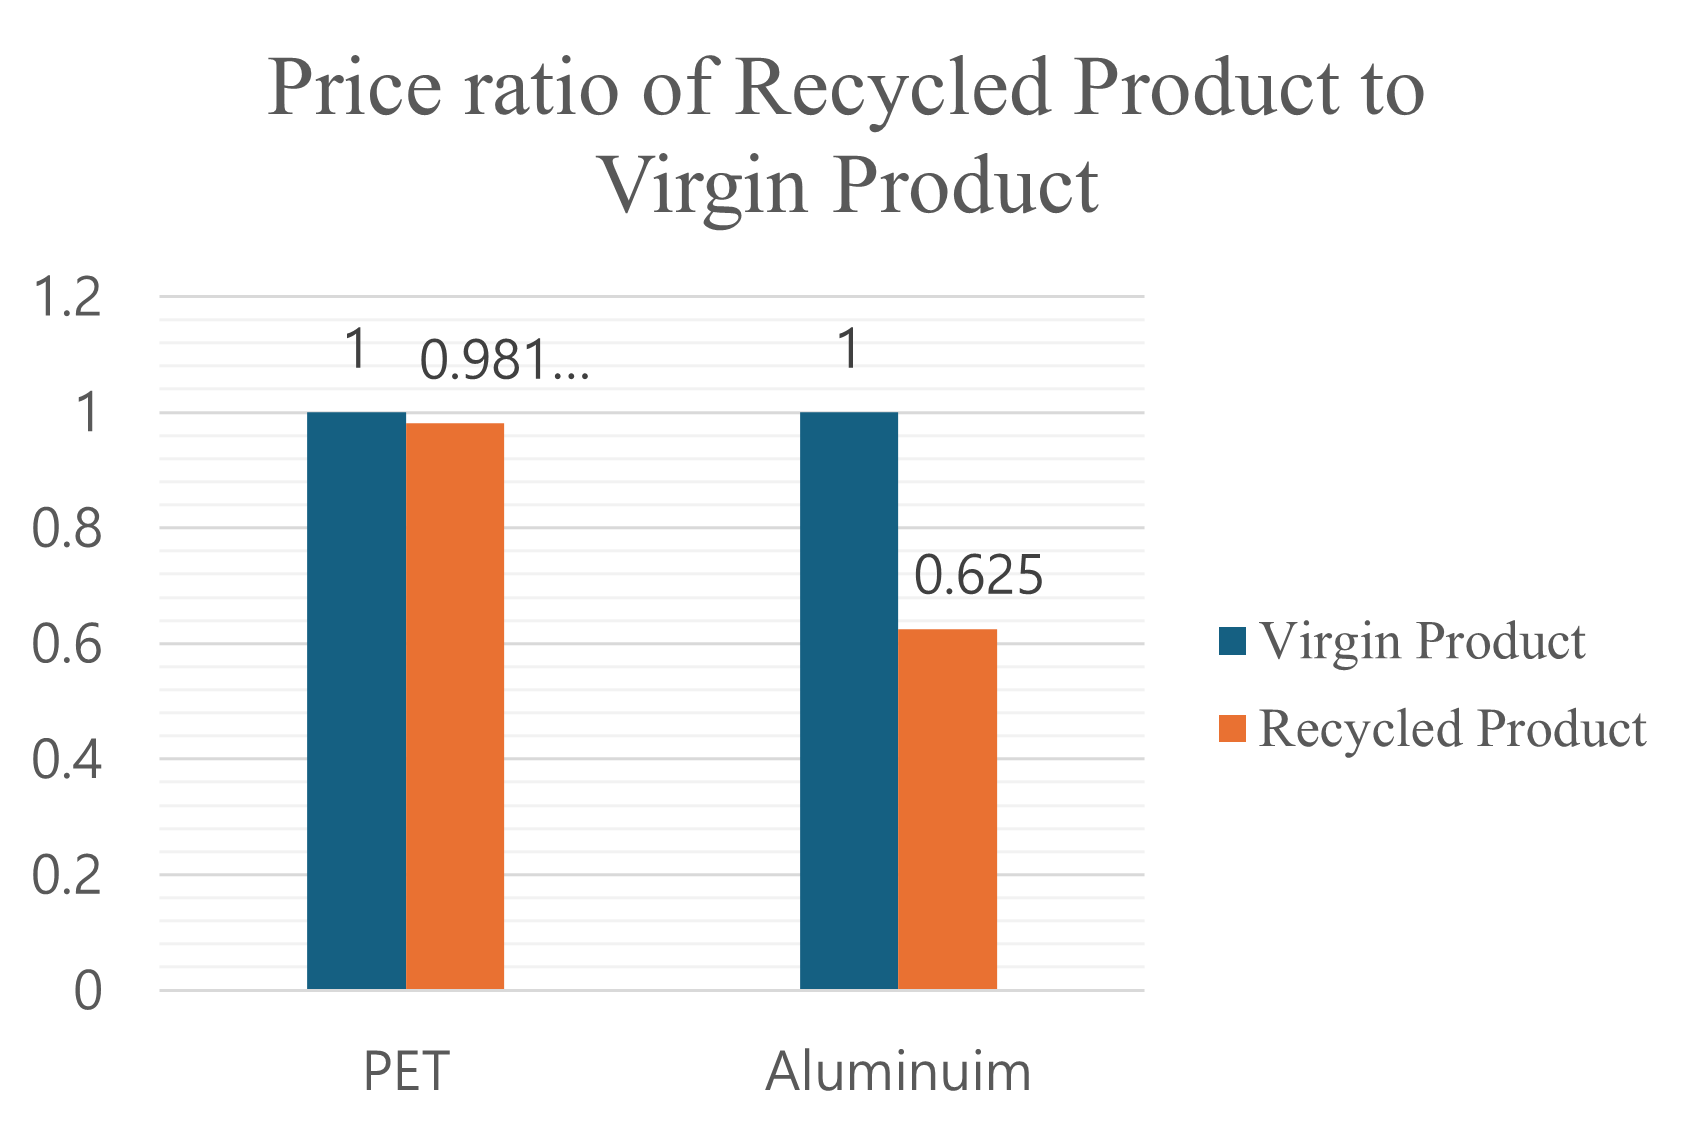 Price ratio of Recycled Product to
Virgin Product
1.2
1
0.8
0.6
0.4
0.2
0
1
0.981...
1
0.625
PET
Aluminuim
Virgin Product
Recycled Product